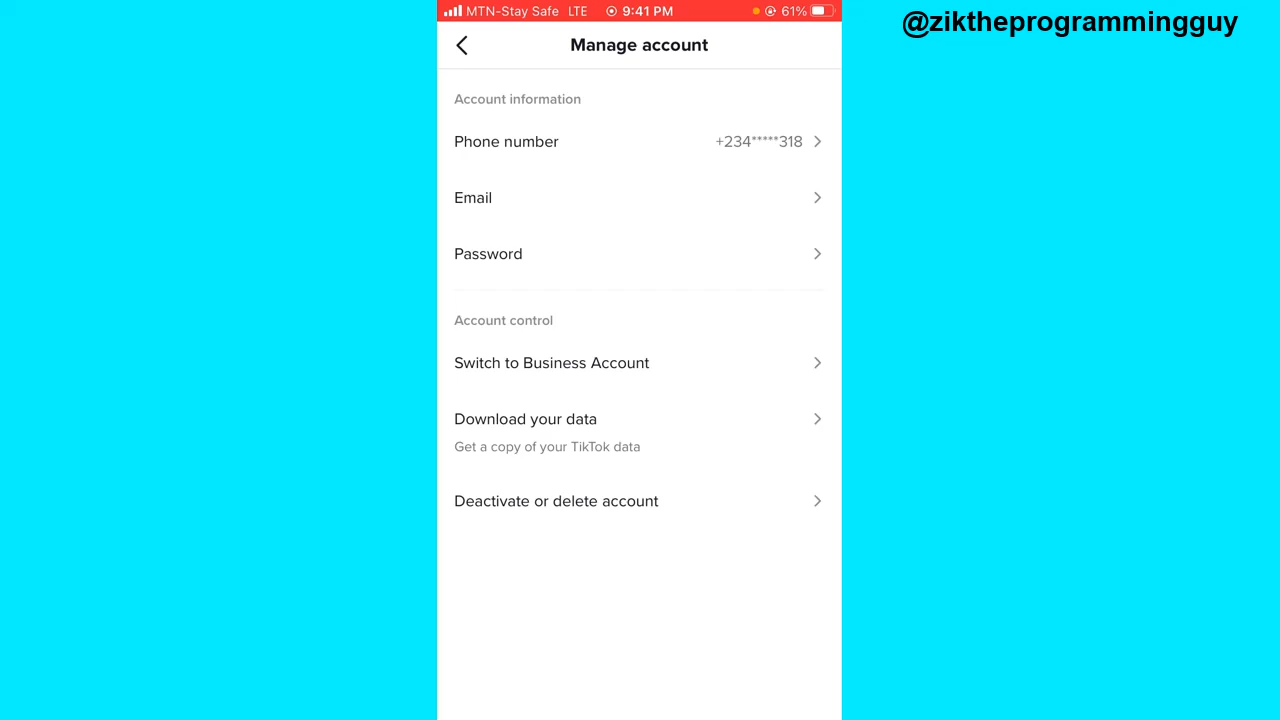 MTN-Stay Safe LTE 9:41 PM 61%
@ziktheprogrammingguy
Manage account
Account information
Phone number +234*****318
Email
Password
Account control
Switch to Business Account
Download your data
Get a copy of your TikTok data
Deactivate or delete account